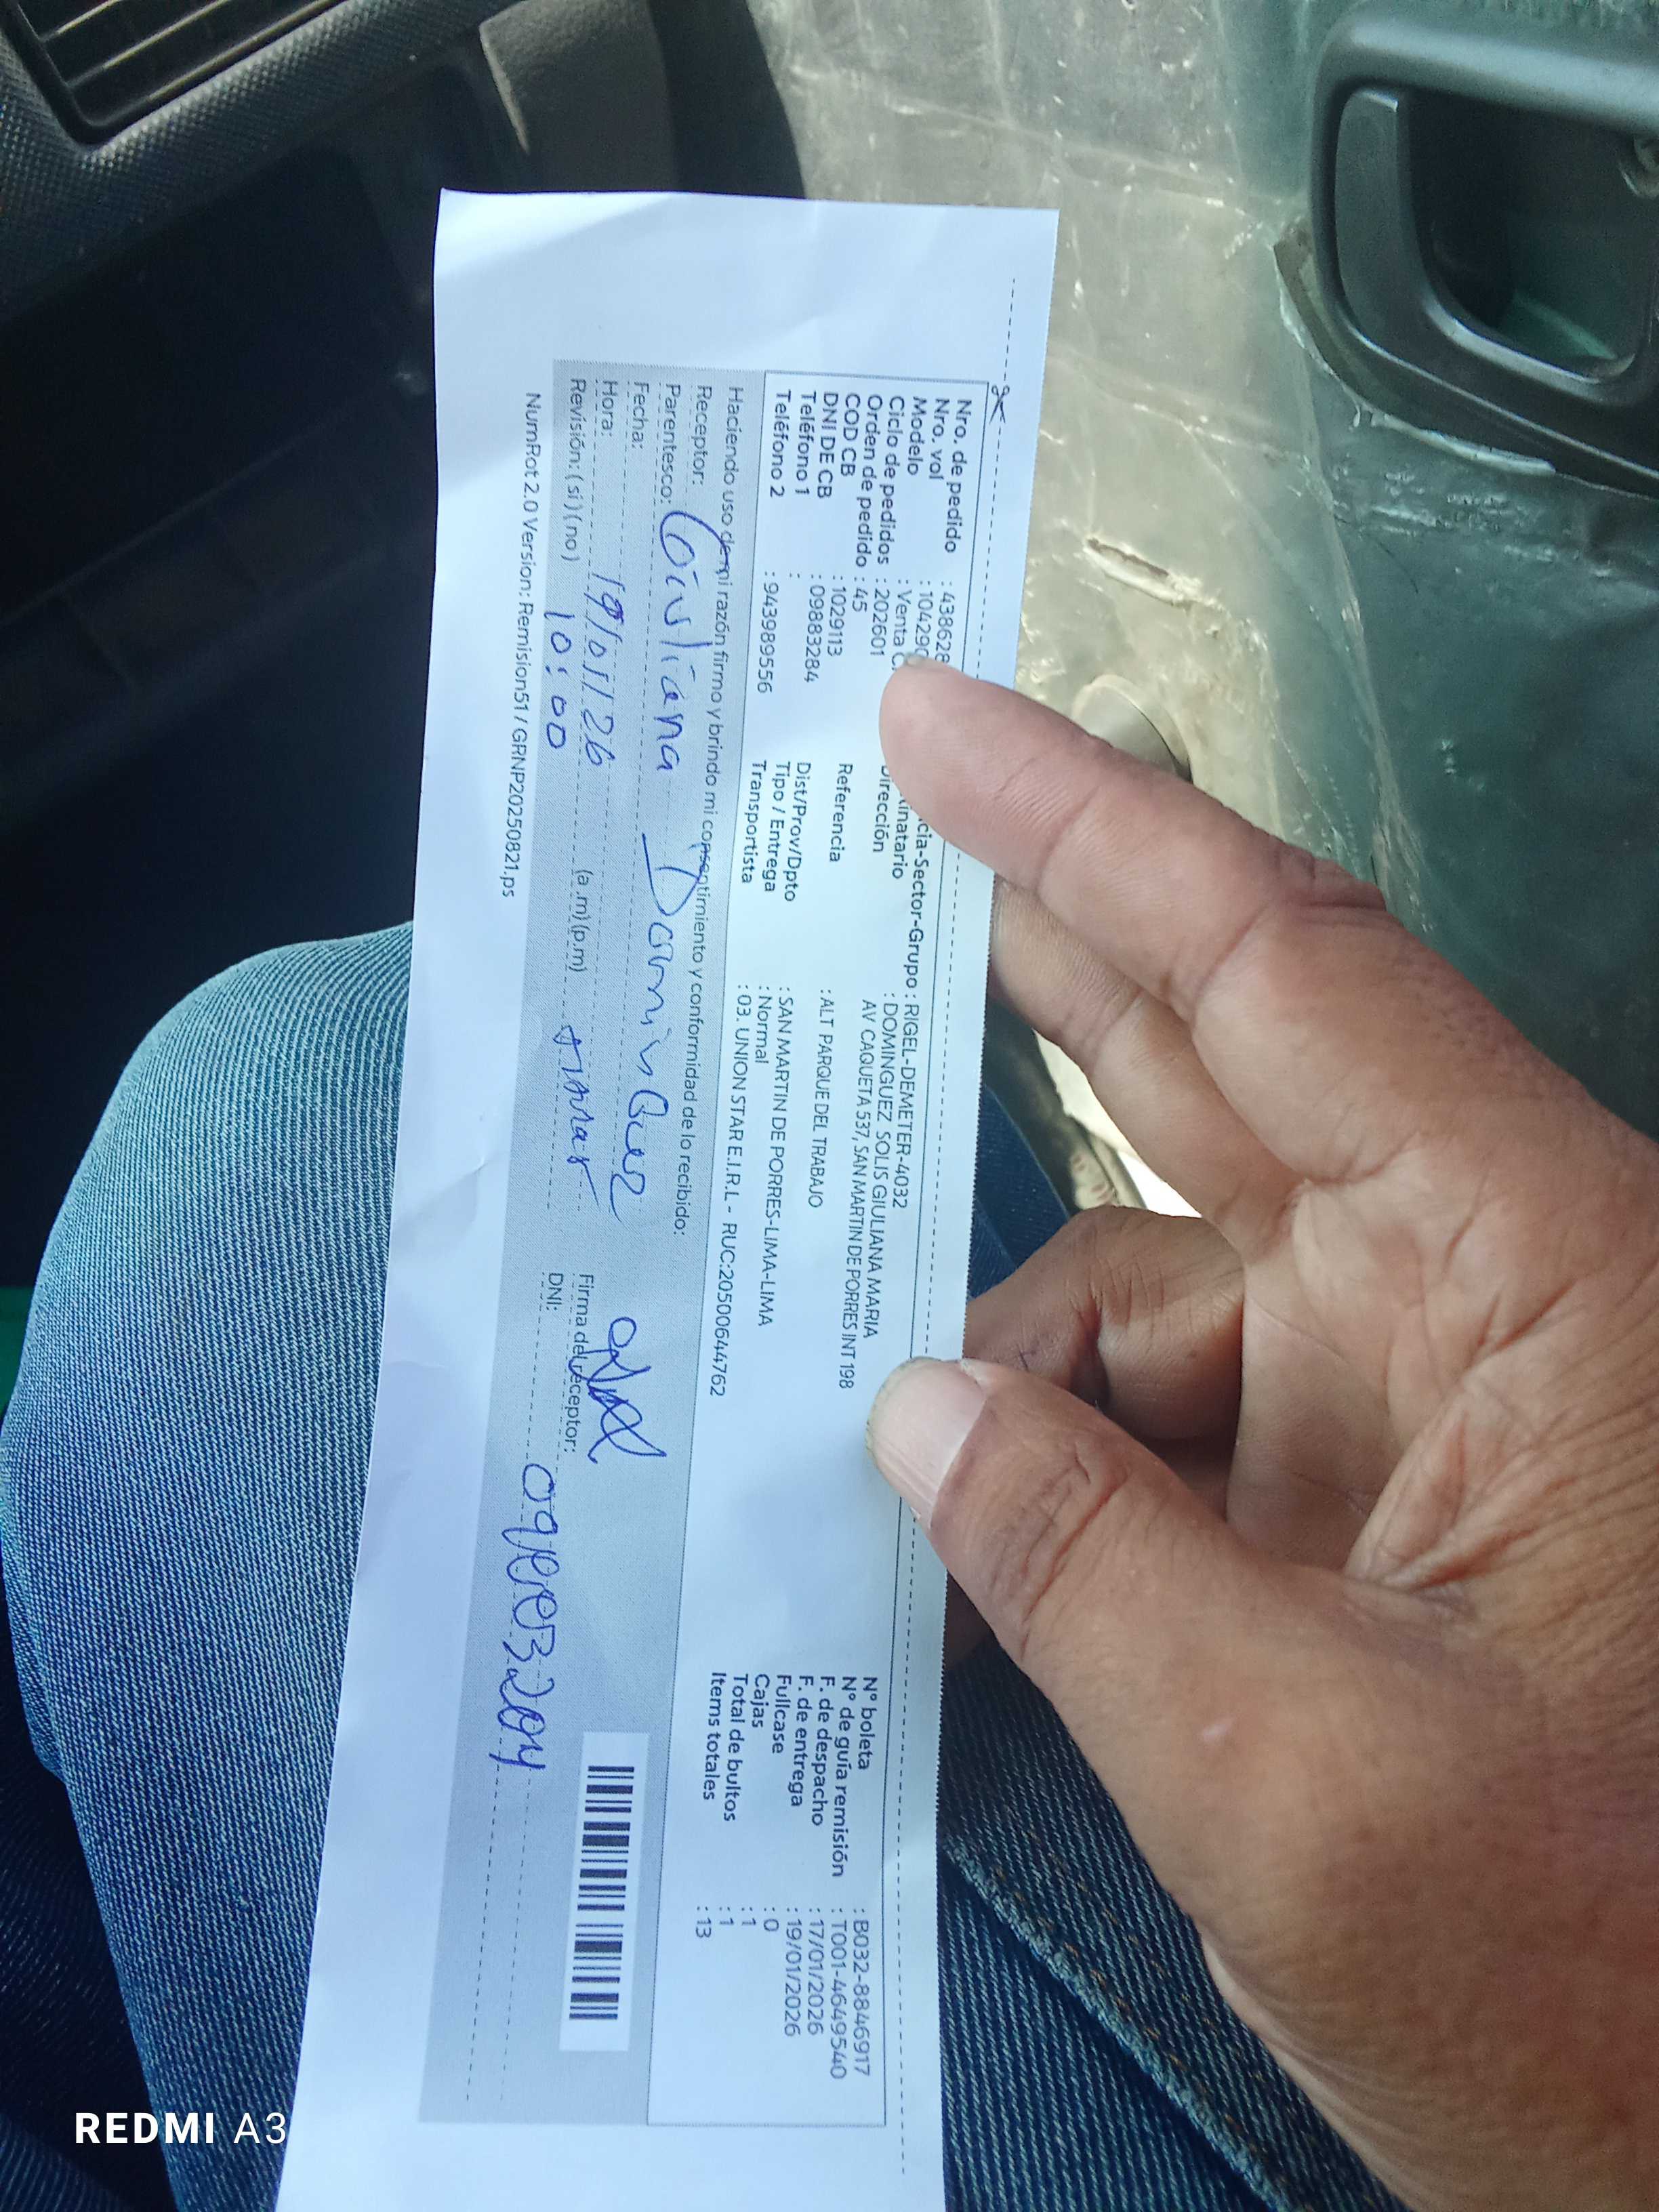 Nro. de pedido : 438628
Nro. vol : 104290
Modelo : Venta
Ciclo de pedidos : 202601
Orden de pedido : 45
COD CB : 1029113
DNI DE CB : 09883284
Teléfono 1 :
Teléfono 2 : 943989556
cia-Sector-Grupo : RIGEL-DEMETER-4032
inatario : DOMINGUEZ SOLIS GIULIANA MARIA
Dirección AV CAQUETA 537, SAN MARTIN DE PORRES INT 198
Referencia : ALT PARQUE DEL TRABAJO
Dist/Prov/Dpto : SAN MARTIN DE PORRES-LIMA-LIMA
Tipo / Entrega : Normal
Transportista : 03. UNION STAR E.I.R.L - RUC:20500644762
N° boleta : B032-8846917
N° de guía remisión : T001-4649540
F. de despacho : 17/01/2026
F. de entrega : 19/01/2026
Fullcase : 0
Cajas : 1
Total de bultos : 1
Items totales : 13
Haciendo uso de mi razón firmo y brindo mi consentimiento y conformidad de lo recibido:
Receptor: Giuliana Dominguez
Parentesco:
Fecha: 19/01/26
Hora: 10:00 (a.m)(p.m)
Revisión: (si) (no)
Firma del receptor:
DNI:
NumRot 2.0 Version: Remision51 / GRNP20250821.ps
REDMI A3